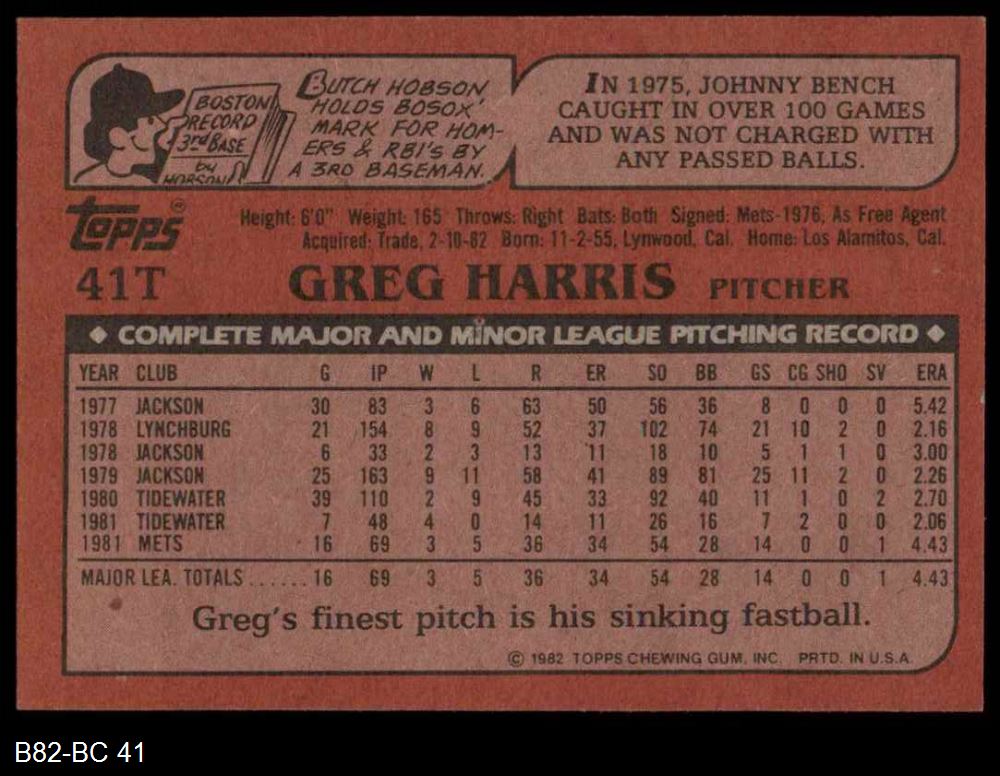 BOSTON
RECORD
3rd BASE
by
HOBSON
BUTCH HOBSON
HOLDS BOSOX'
MARK FOR HOM-
ERS & RBI'S BY
A 3RD BASEMAN.
IN 1975, JOHNNY BENCH
CAUGHT IN OVER 100 GAMES
AND WAS NOT CHARGED WITH
ANY PASSED BALLS.
TOPPS®
Height: 6'0" Weight: 165 Throws: Right Bats: Both Signed: Mets-1976, As Free Agent
Acquired: Trade, 2-10-82 Born: 11-2-55, Lynwood, Cal. Home: Los Alamitos, Cal.
41T GREG HARRIS PITCHER
◆ COMPLETE MAJOR AND MINOR LEAGUE PITCHING RECORD ◆
YEAR CLUB G IP W L R ER SO BB GS CG SHO SV ERA
1977 JACKSON 30 83 3 6 63 50 56 36 8 0 0 0 5.42
1978 LYNCHBURG 21 154 8 9 52 37 102 74 21 10 2 0 2.16
1978 JACKSON 6 33 2 3 13 11 18 10 5 1 1 0 3.00
1979 JACKSON 25 163 9 11 58 41 89 81 25 11 2 0 2.26
1980 TIDEWATER 39 110 2 9 45 33 92 40 11 1 0 2 2.70
1981 TIDEWATER 7 48 4 0 14 11 26 16 7 2 0 0 2.06
1981 METS 16 69 3 5 36 34 54 28 14 0 0 1 4.43
MAJOR LEA. TOTALS ...... 16 69 3 5 36 34 54 28 14 0 0 1 4.43
Greg's finest pitch is his sinking fastball.
© 1982 TOPPS CHEWING GUM, INC. PRTD. IN U.S.A.
B82-BC 41